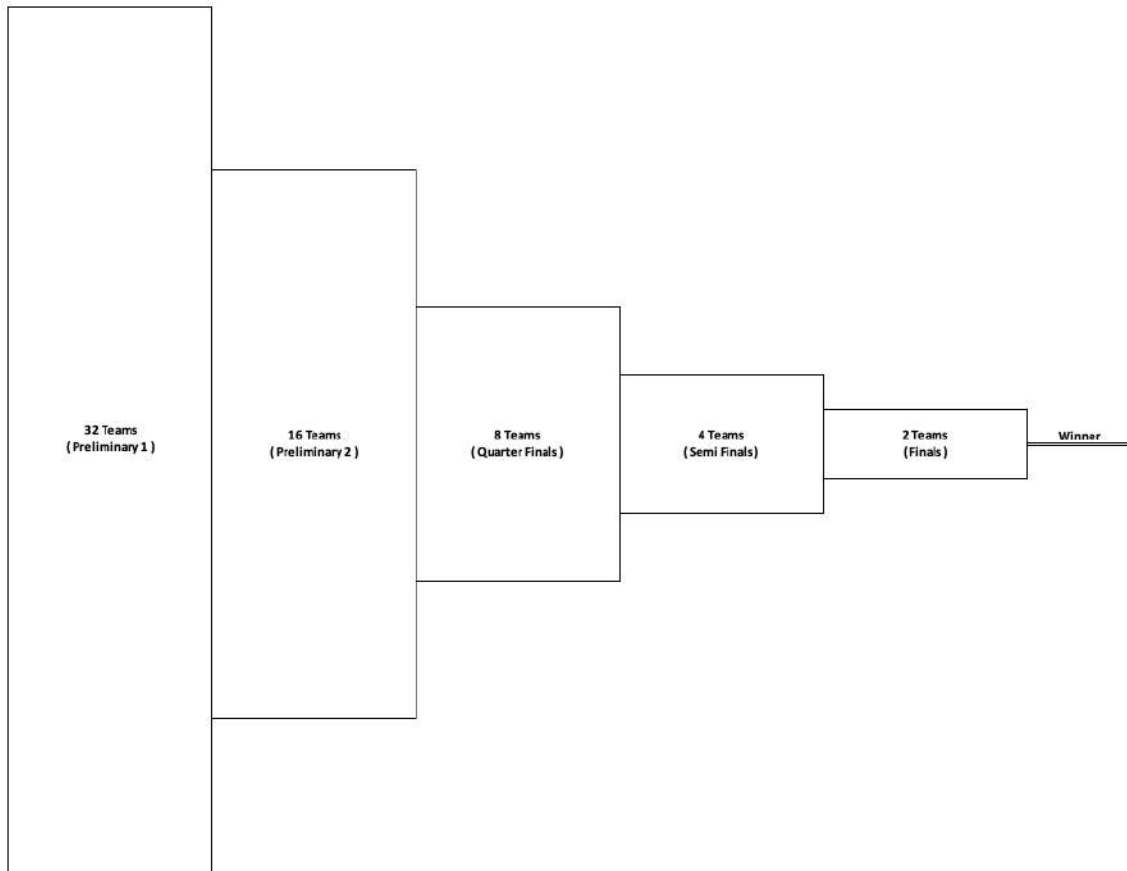 32 Teams
( Preliminary 1 )
16 Teams
( Preliminary 2 )
8 Teams
( Quarter Finals )
4 Teams
(Semi Finals)
2 Teams
(Finals )
Winner